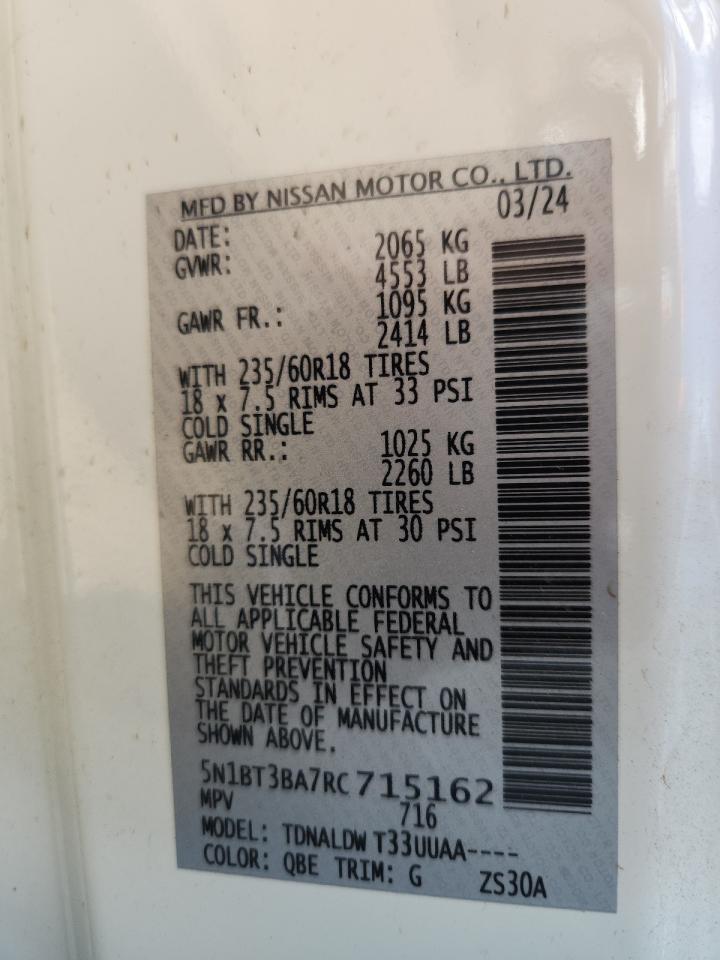 MFD BY NISSAN MOTOR CO., LTD.
DATE: 03/24
GVWR: 2065 KG
4553 LB
GAWR FR.: 1095 KG
2414 LB
WITH 235/60R18 TIRES
18 x 7.5 RIMS AT 33 PSI
COLD SINGLE
GAWR RR.: 1025 KG
2260 LB
WITH 235/60R18 TIRES
18 x 7.5 RIMS AT 30 PSI
COLD SINGLE
THIS VEHICLE CONFORMS TO
ALL APPLICABLE FEDERAL
MOTOR VEHICLE SAFETY AND
THEFT PREVENTION
STANDARDS IN EFFECT ON
THE DATE OF MANUFACTURE
SHOWN ABOVE.
5N1BT3BA7RC715162
MPV 716
MODEL: TDNALDW T33UUAA----
COLOR: QBE TRIM: G ZS30A